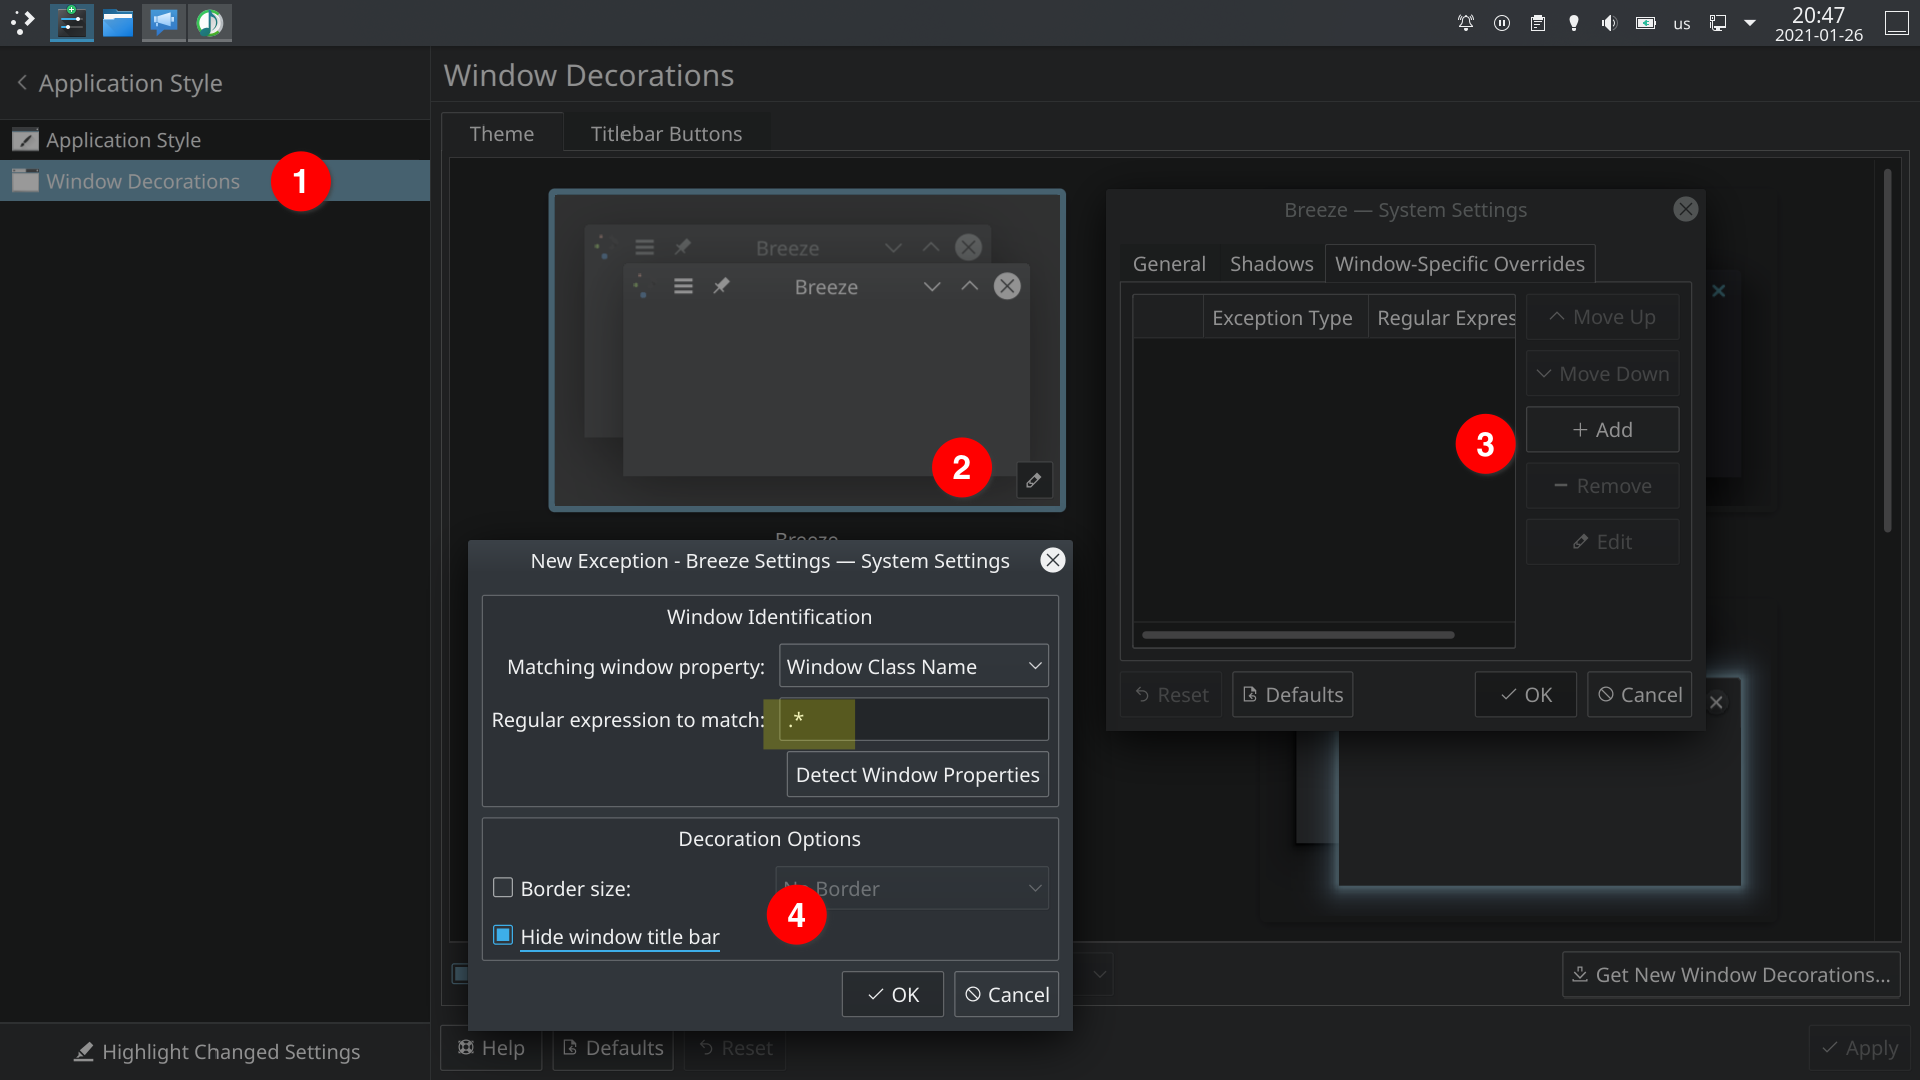 us
20:47
2021-01-26
Application Style
Application Style
Window Decorations
1
Window Decorations
Theme
Titlebar Buttons
Breeze
Breeze
2
Breeze
Breeze — System Settings
General
Shadows
Window-Specific Overrides
Exception Type
Regular Expres
Move Up
Move Down
3
Add
Remove
Edit
Reset
Defaults
OK
Cancel
New Exception - Breeze Settings — System Settings
Window Identification
Matching window property:
Window Class Name
Regular expression to match:
.*
Detect Window Properties
Decoration Options
Border size:
No Border
4
Hide window title bar
OK
Cancel
Get New Window Decorations...
Highlight Changed Settings
Help
Defaults
Reset
Apply